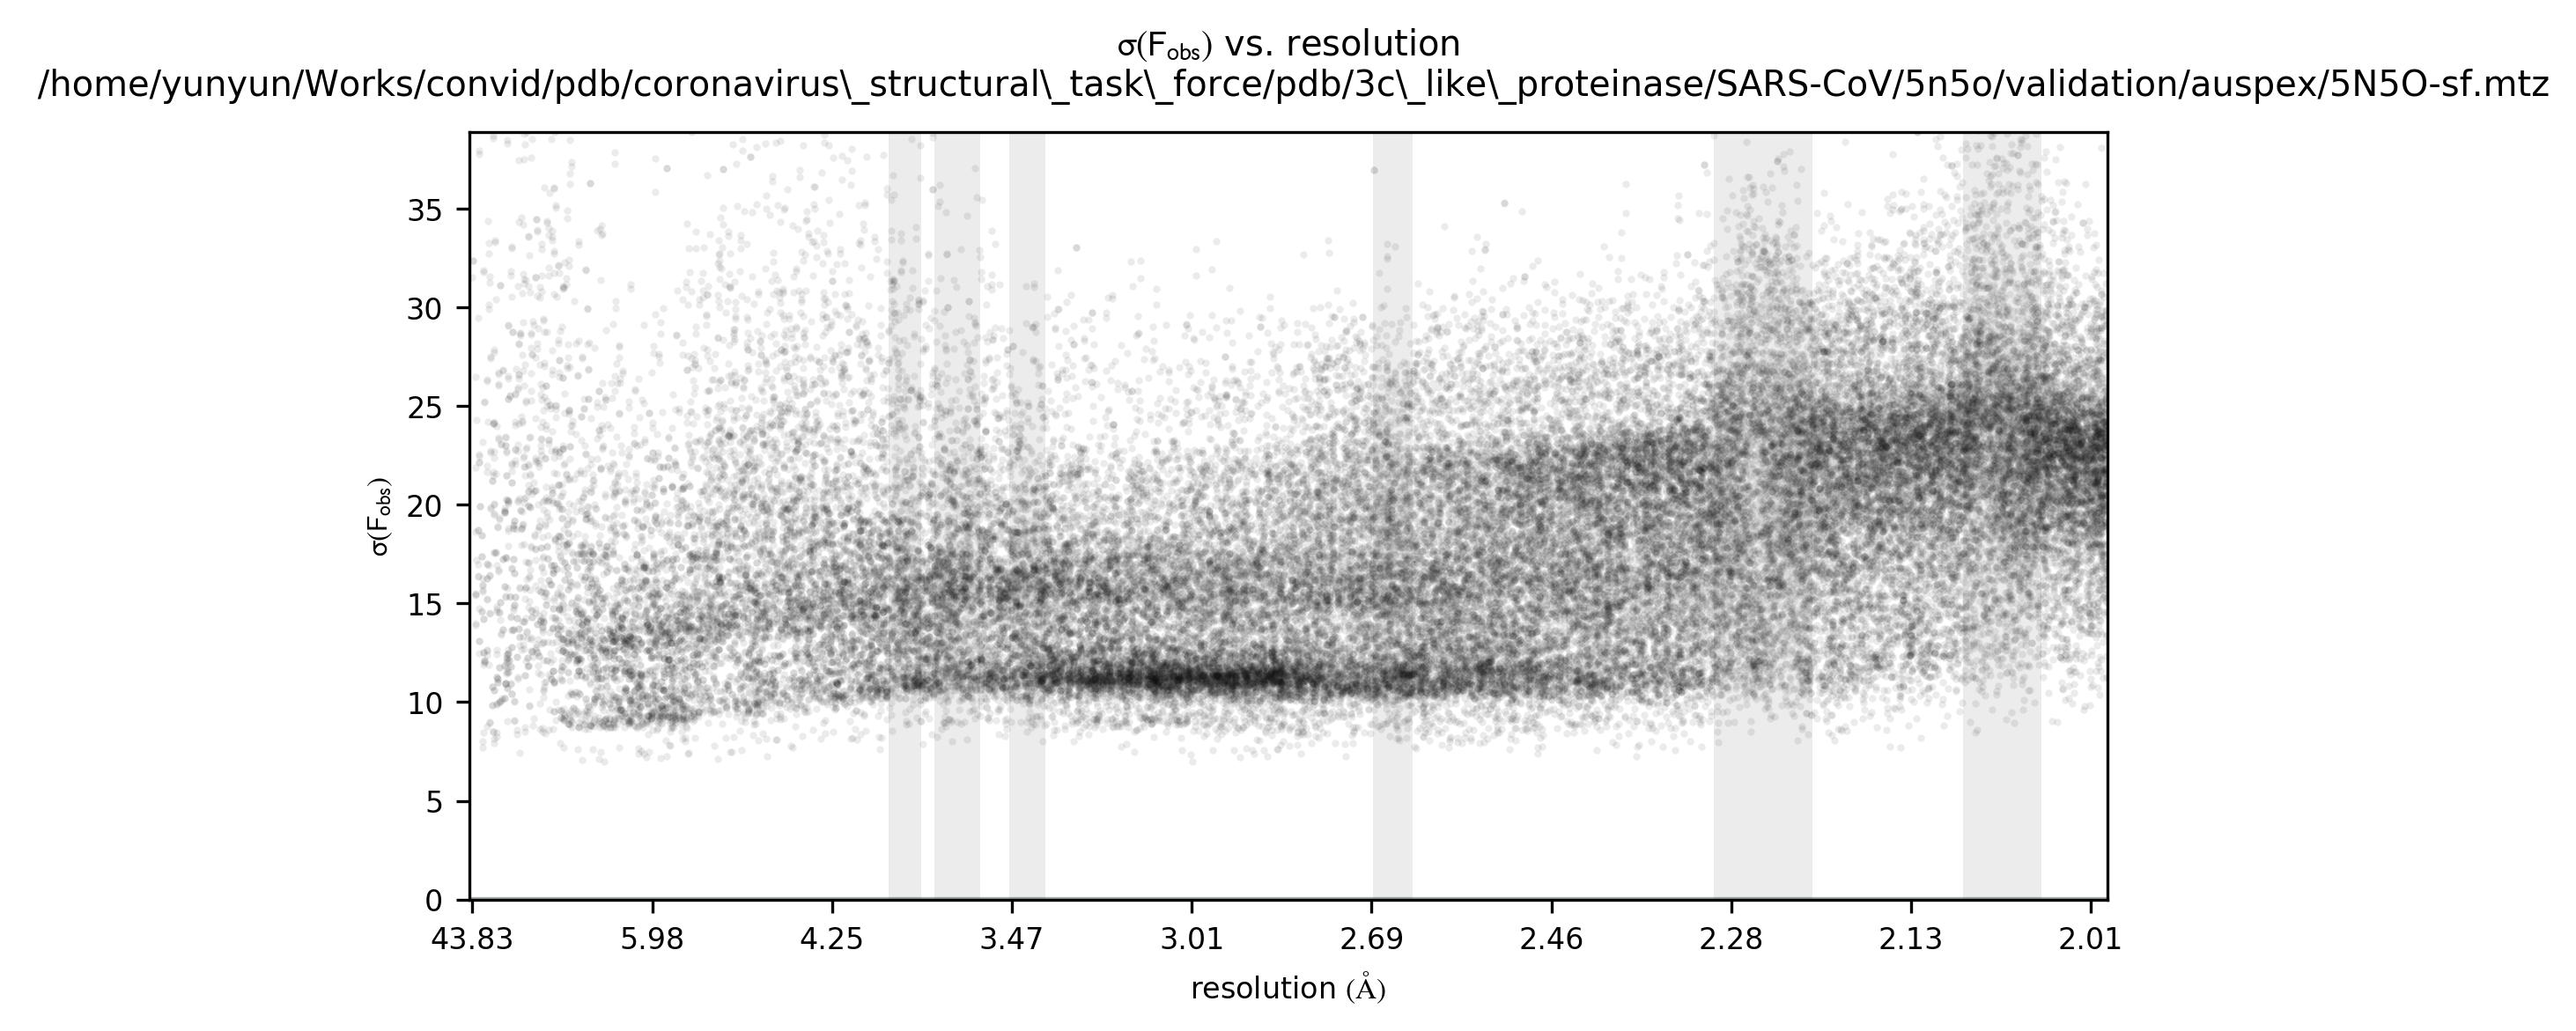 σ(Fobs) vs. resolution
/home/yunyun/Works/convid/pdb/coronavirus\_structural\_task\_force/pdb/3c\_like\_proteinase/SARS-CoV/5n5o/validation/auspex/5N5O-sf.mtz
σ(Fobs)
35
30
25
20
15
10
5
0
43.83 5.98 4.25 3.47 3.01 2.69 2.46 2.28 2.13 2.01
resolution (Å)